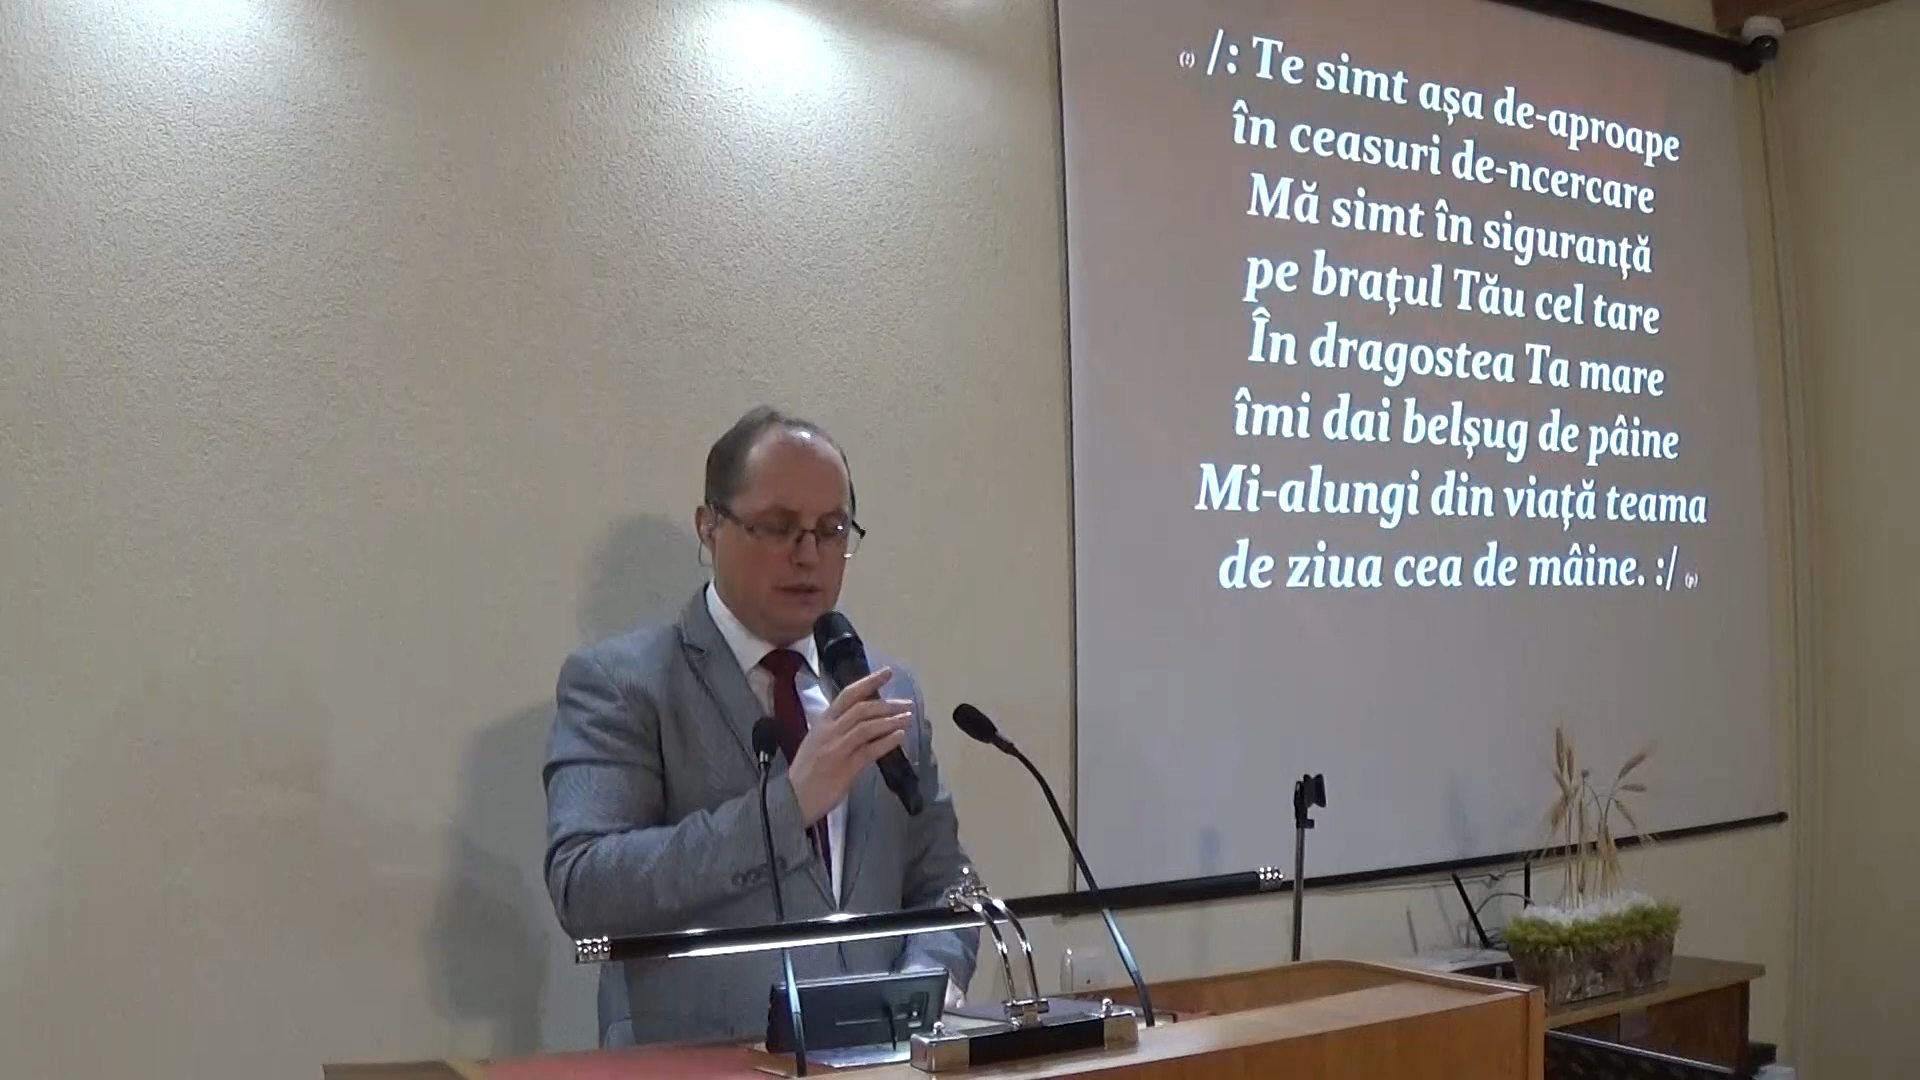 (2) /: Te simt așa de-aproape
în ceasuri de-ncercare
Mă simt în siguranță
pe brațul Tău cel tare
În dragostea Ta mare
îmi dai belșug de pâine
Mi-alungi din viață teama
de ziua cea de mâine. :/ (p)